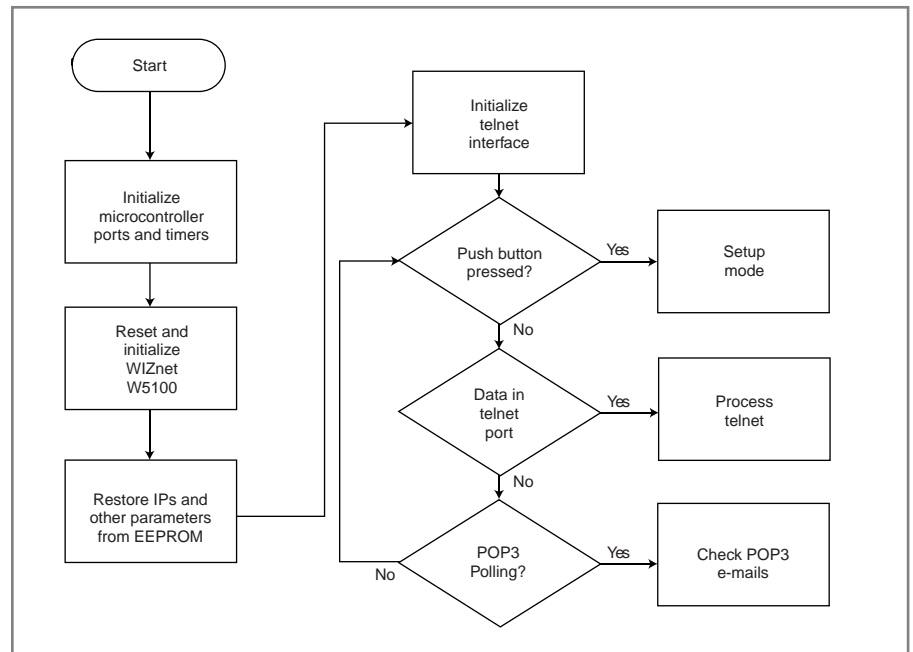 Start
Initialize
microcontroller
ports and timers
Reset and
initialize
WIZnet
W5100
Restore IPs and
other parameters
from EEPROM
Initialize
telnet
interface
Push button
pressed?
Yes
Setup
mode
No
Data in
telnet
port
Yes
Process
telnet
No
POP3
Polling?
Yes
Check POP3
e-mails
No